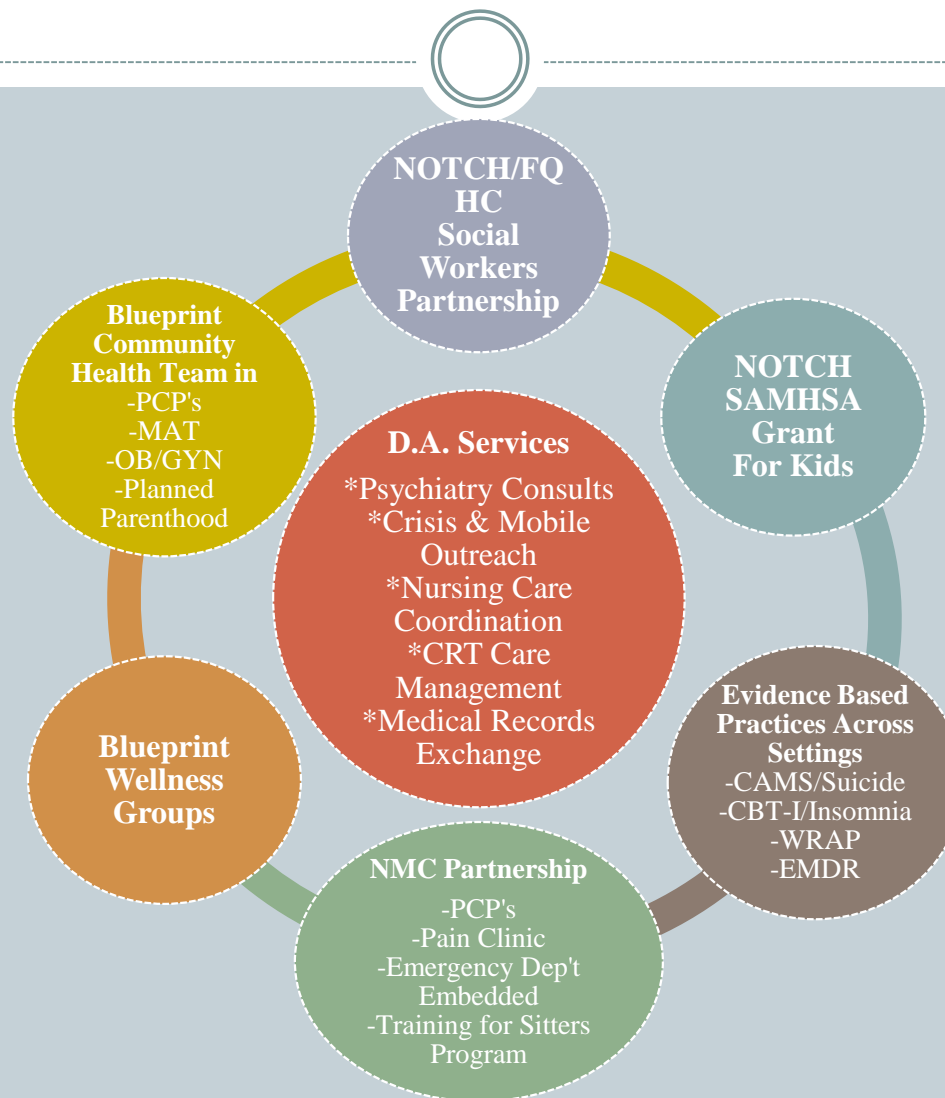 NOTCH/FQ
HC
Social
Workers
Partnership
NOTCH
SAMHSA
Grant
For Kids
Evidence Based
Practices Across
Settings
-CAMS/Suicide
-CBT-I/Insomnia
-WRAP
-EMDR
NMC Partnership
-PCP's
-Pain Clinic
-Emergency Dep't
Embedded
-Training for Sitters
Program
Blueprint
Wellness
Groups
Blueprint
Community
Health Team in
-PCP's
-MAT
-OB/GYN
-Planned
Parenthood
D.A. Services
*Psychiatry Consults
*Crisis & Mobile
Outreach
*Nursing Care
Coordination
*CRT Care
Management
*Medical Records
Exchange